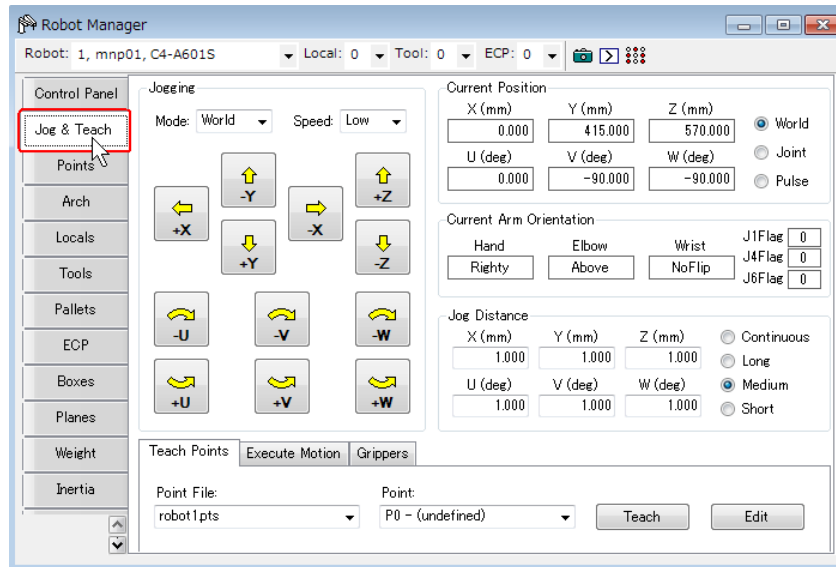 Robot Manager
Robot: 1, mnp01, C4-A601S Local: 0 Tool: 0 ECP: 0
Control Panel
Jog & Teach
Points
Arch
Locals
Tools
Pallets
ECP
Boxes
Planes
Weight
Inertia
Jogging
Mode: World Speed: Low
-Y
+Z
+X
-X
+Y
-Z
-U -V -W
+U +V +W
Current Position
X (mm) Y (mm) Z (mm)
0.000 415.000 570.000
U (deg) V (deg) W (deg)
0.000 -90.000 -90.000
World
Joint
Pulse
Current Arm Orientation
Hand Elbow Wrist
Righty Above NoFlip
J1Flag 0
J4Flag 0
J6Flag 0
Jog Distance
X (mm) Y (mm) Z (mm)
1.000 1.000 1.000
U (deg) V (deg) W (deg)
1.000 1.000 1.000
Continuous
Long
Medium
Short
Teach Points Execute Motion Grippers
Point File: Point:
robot1.pts P0 - (undefined) Teach Edit